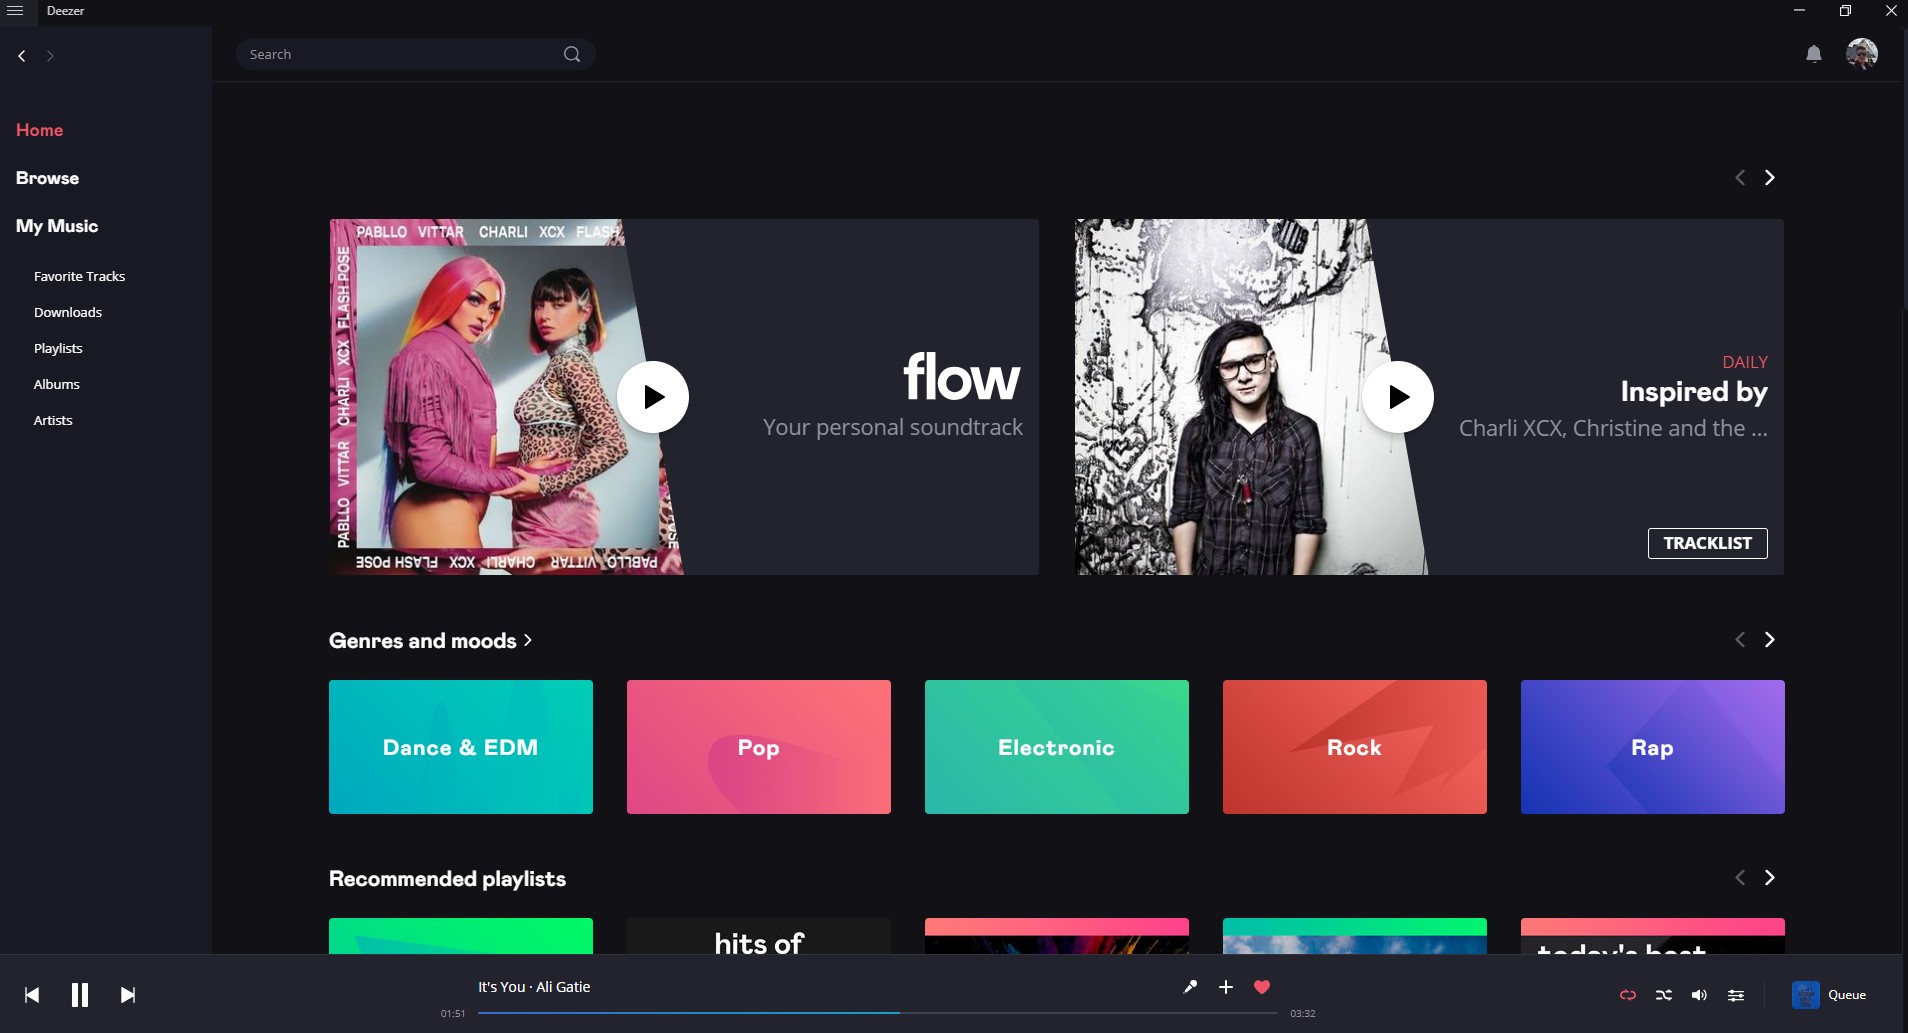 Deezer
Search
Home
Browse
My Music
Favorite Tracks
Downloads
Playlists
Albums
Artists
PABLLO VITTAR CHARLI XCX FLASH
PABLLO VITTAR CHARLI XCX FLASH POSE
PABLLO VITTAR CHARLI XCX FLASH POSE
flow
Your personal soundtrack
DAILY
Inspired by
Charli XCX, Christine and the ...
TRACKLIST
Genres and moods
Dance & EDM
Pop
Electronic
Rock
Rap
Recommended playlists
hits of
today's best
It's You · Ali Gatie
01:51
03:32
Queue